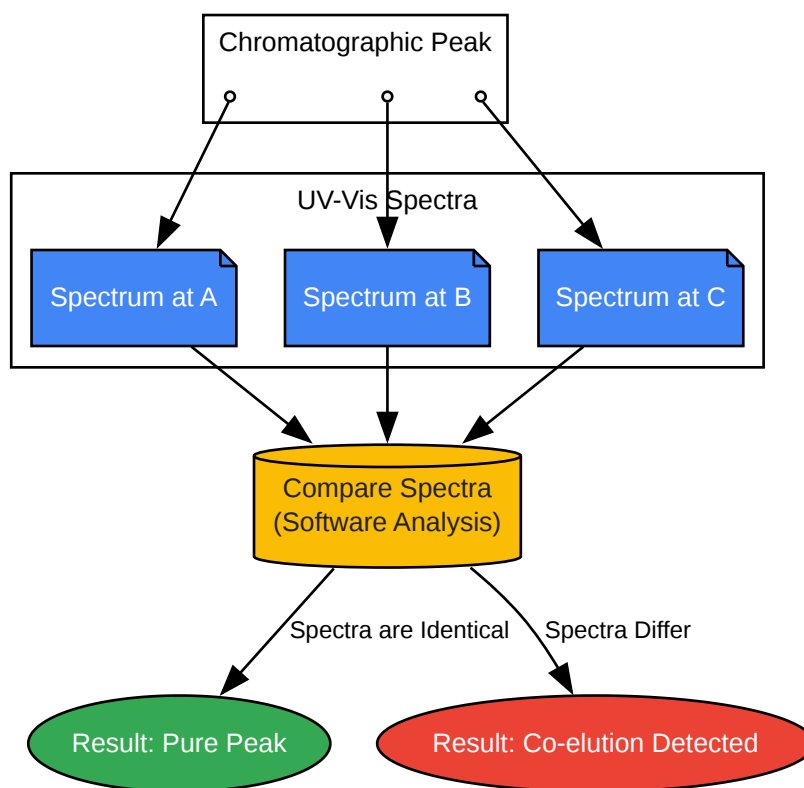 Chromatographic Peak
UV-Vis Spectra
Spectrum at A
Spectrum at B
Spectrum at C
Compare Spectra
(Software Analysis)
Spectra are Identical
Spectra Differ
Result: Pure Peak
Result: Co-elution Detected